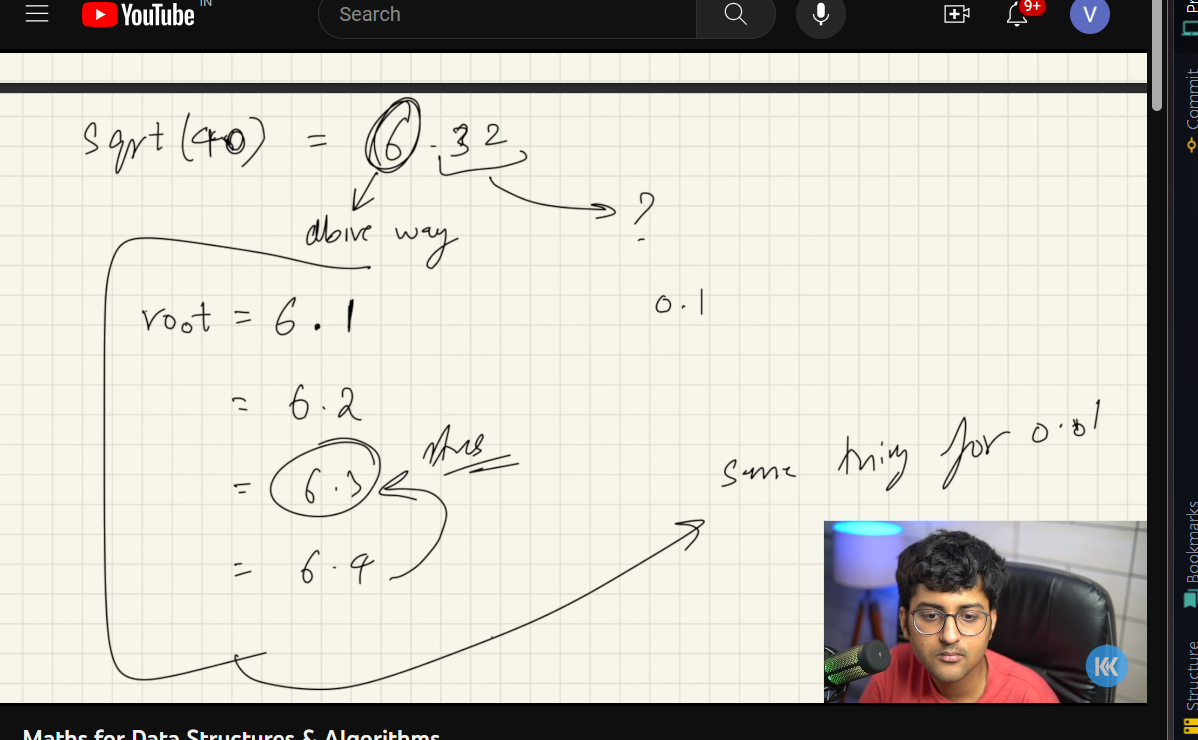 YouTube IN
Search
9+
V
sqrt(40) = 6.32
above way
?
root = 6.1
0.1
= 6.2
= 6.3
= 6.4
same thing for 0.01
Commit
Bookmarks
Structure
Maths for Data Structures & Algorithms